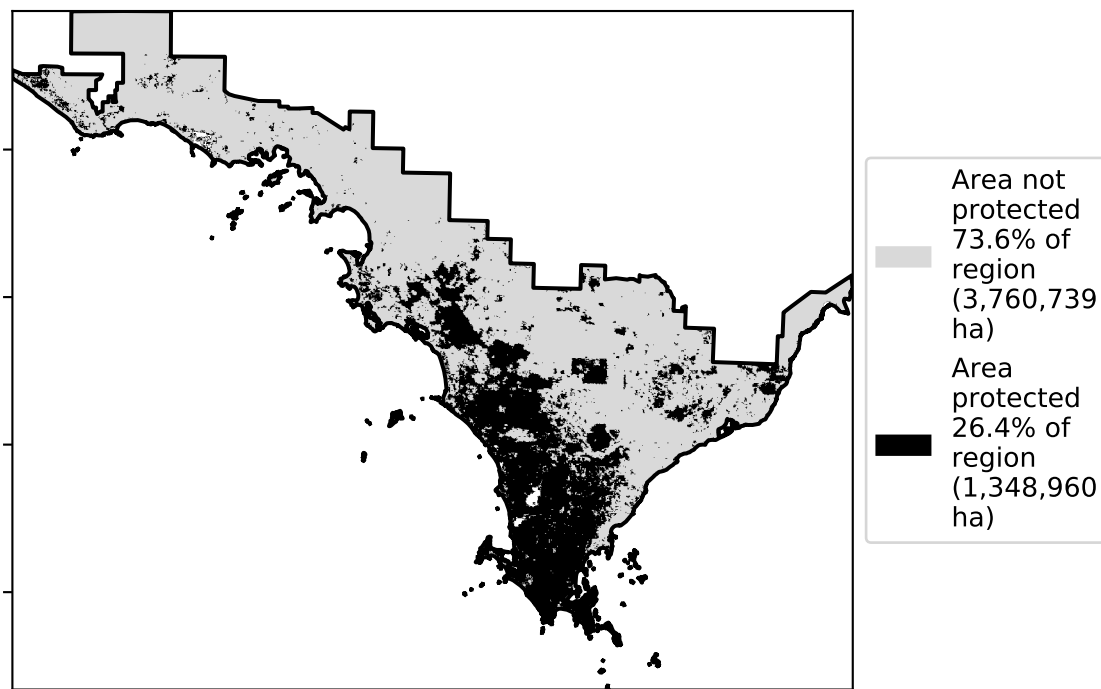 Area not
protected
73.6% of
region
(3,760,739
ha)
Area
protected
26.4% of
region
(1,348,960
ha)